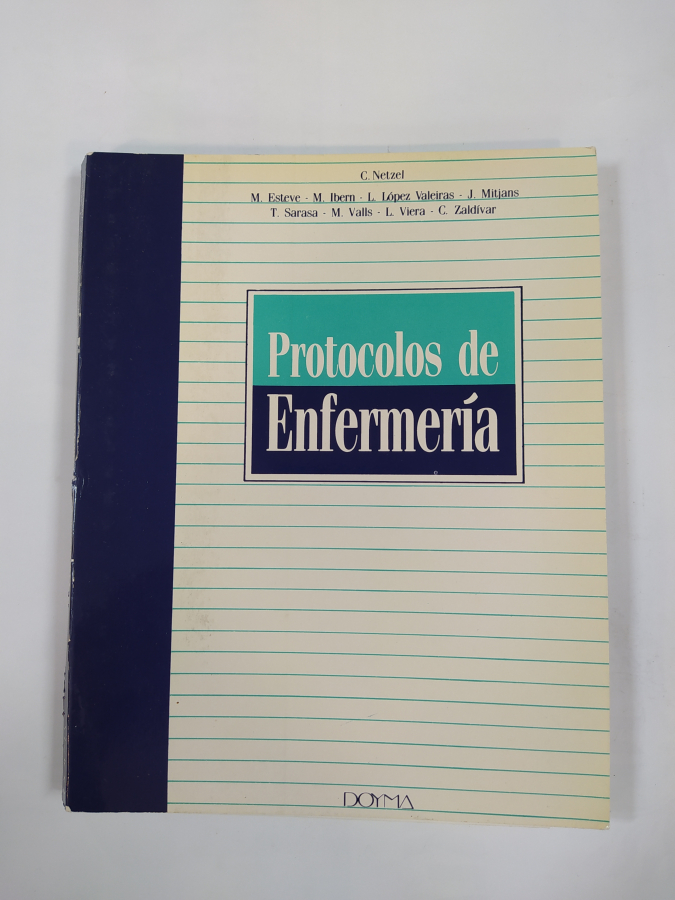 C. Netzel
M. Esteve - M. Ibern - L. López Valeiras - J. Mitjans
T. Sarasa - M. Valls - L. Viera - C. Zaldívar
Protocolos de
Enfermería
DOYMA